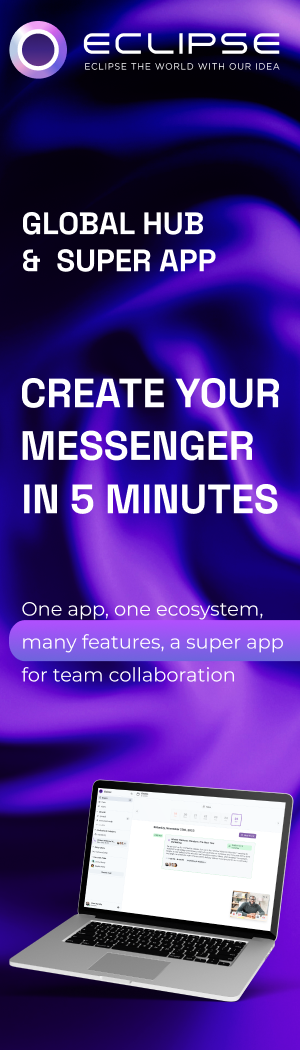 ECLIPSE
ECLIPSE THE WORLD WITH OUR IDEA
GLOBAL HUB
& SUPER APP
CREATE YOUR
MESSENGER
IN 5 MINUTES
One app, one ecosystem,
many features, a super app
for team collaboration